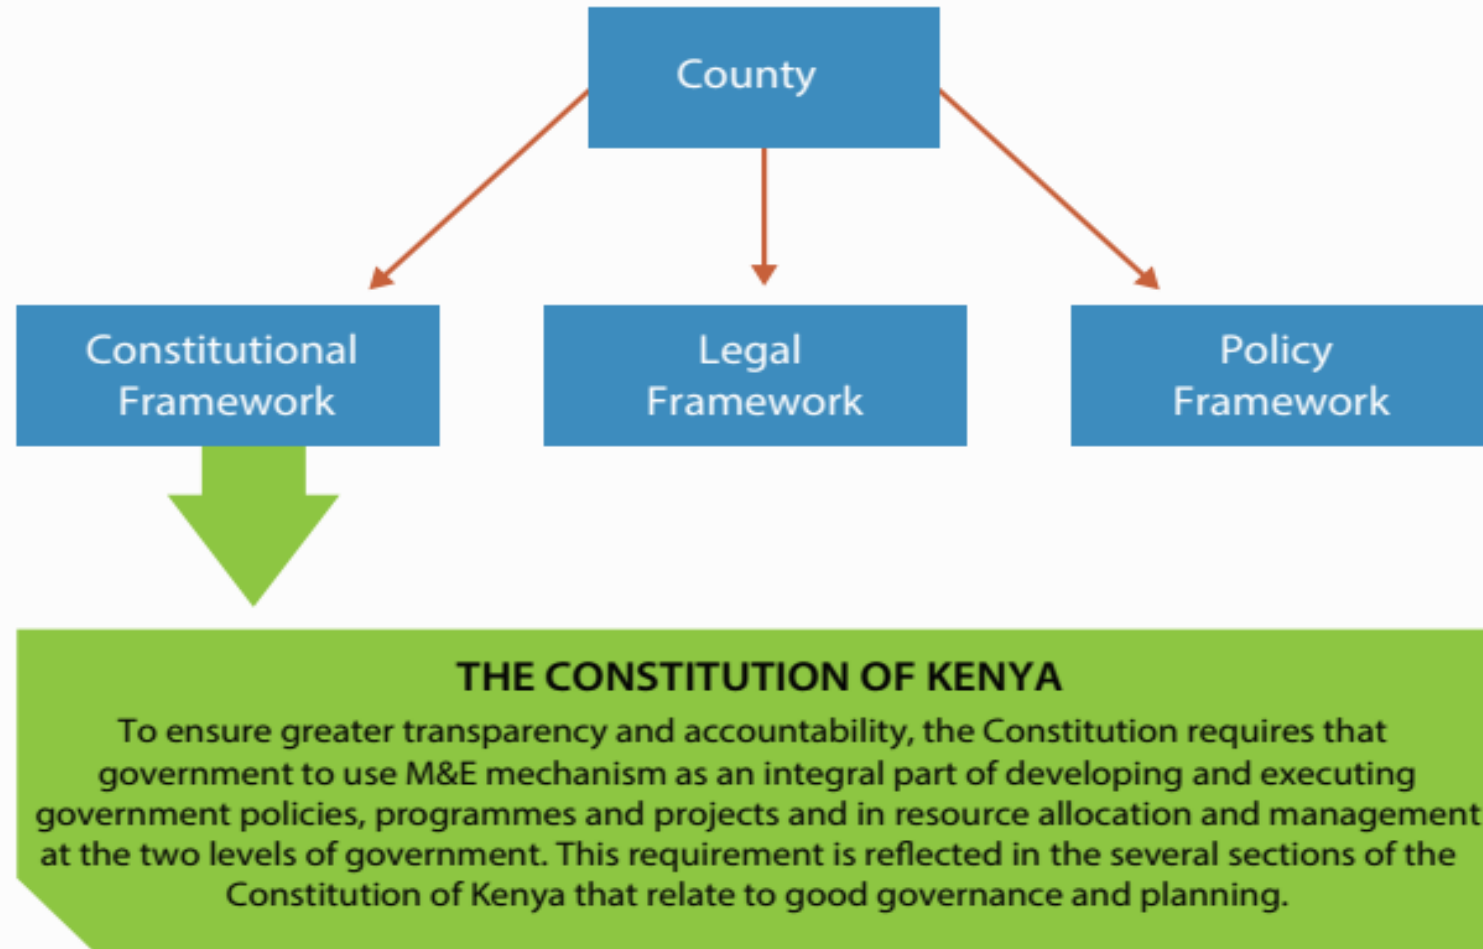 County
Constitutional
Framework
Legal
Framework
Policy
Framework
THE CONSTITUTION OF KENYA
To ensure greater transparency and accountability, the Constitution requires that
government to use M&E mechanism as an integral part of developing and executing
government policies, programmes and projects and in resource allocation and management
at the two levels of government. This requirement is reflected in the several sections of the
Constitution of Kenya that relate to good governance and planning.